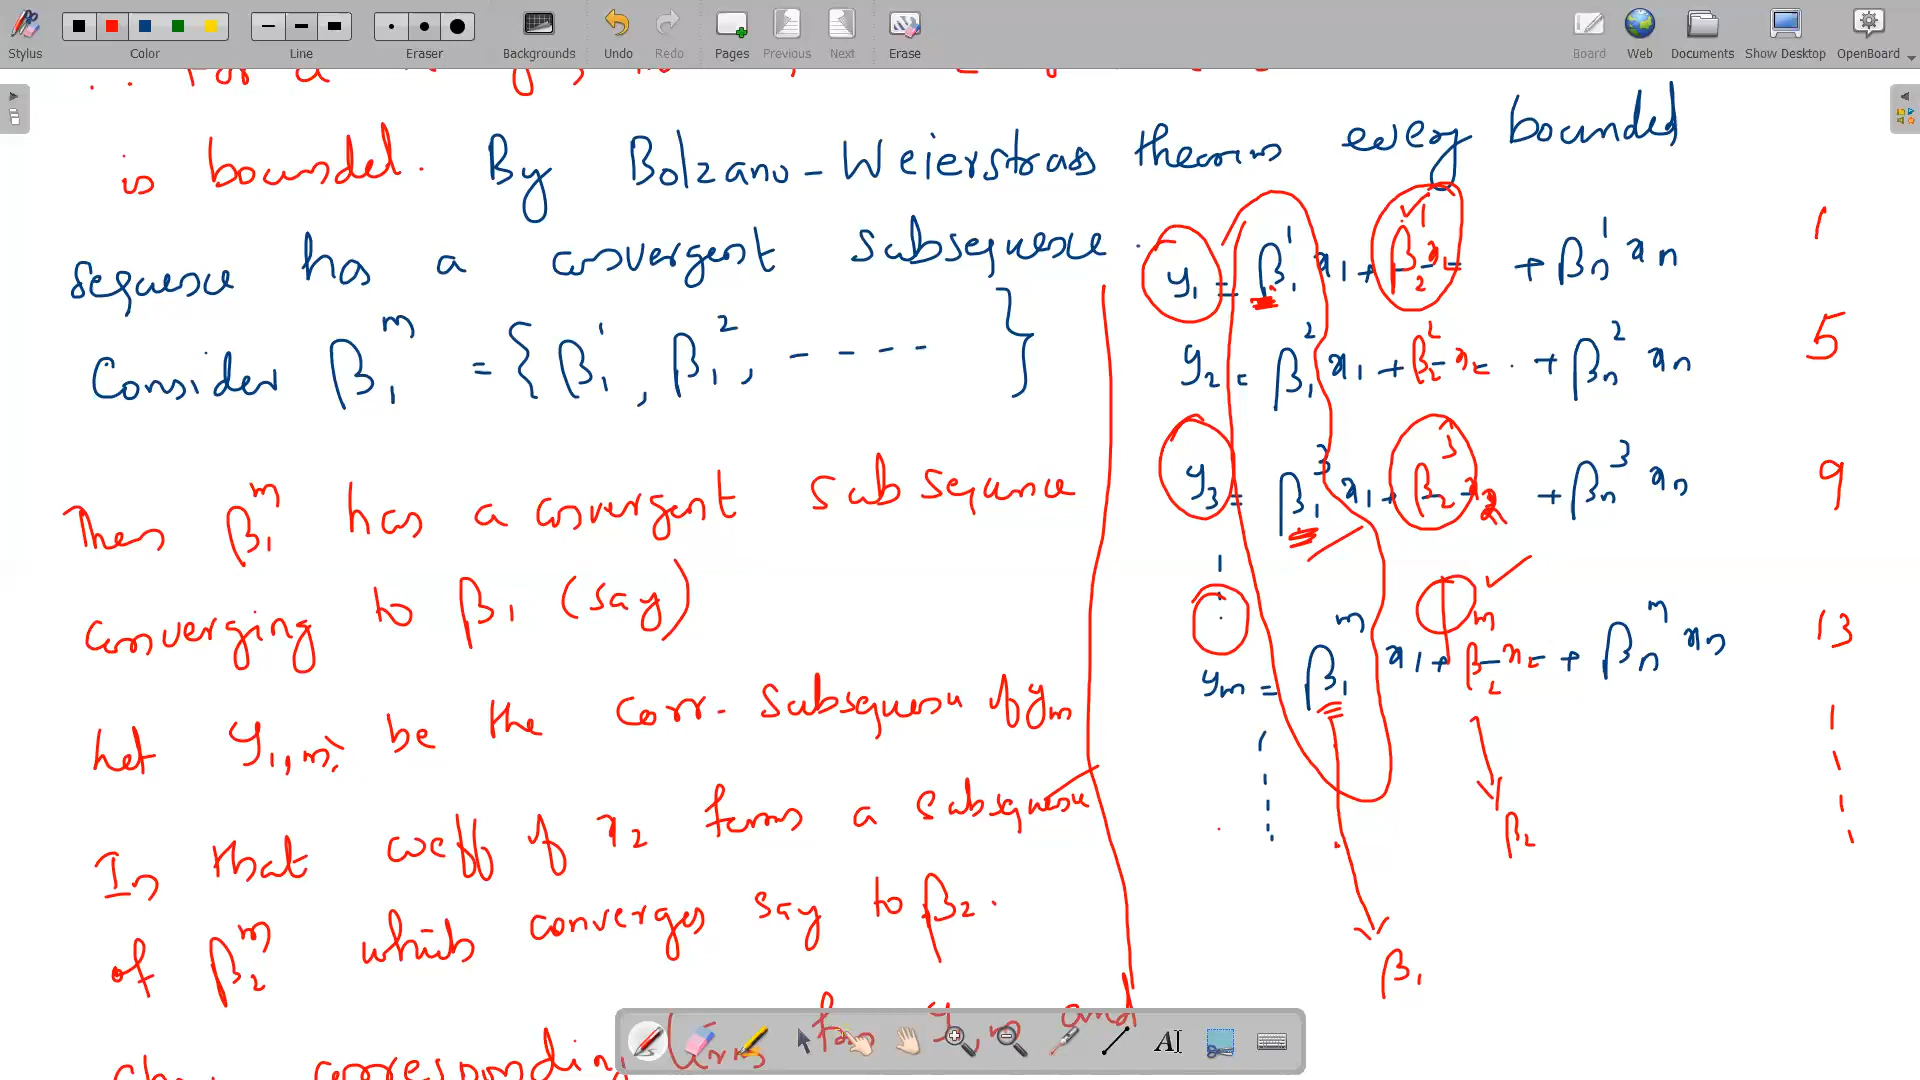 Stylus Color Line Eraser Backgrounds Undo Redo Pages Previous Next Erase Board Web Documents Show Desktop OpenBoard
is bounded. By Bolzano-Weierstrass theorem every bounded
sequence has a convergent subsequence.
Consider β₁ᵐ = { β₁¹, β₁², - - - - }
Then β₁ᵐ has a convergent subsequence
converging to β₁ (say)
Let y₁,ₘ be the corr. subsequence of yₘ
In that coeff of x₂ forms a subsequence
of β₂ᵐ which converges say to β₂.
terms from y₁,ₘ and
corresponding
y₁ = β₁¹ x₁ + β₂¹ x₂ + βₙ¹ xₙ 1
y₂ = β₁² x₁ + β₂² x₂ + βₙ² xₙ 5
y₃ = β₁³ x₁ + β₂³ x₂ + βₙ³ xₙ 9
yₘ = β₁ᵐ x₁ + β₂ᵐ x₂ + βₙᵐ xₙ 13
β₂
β₁